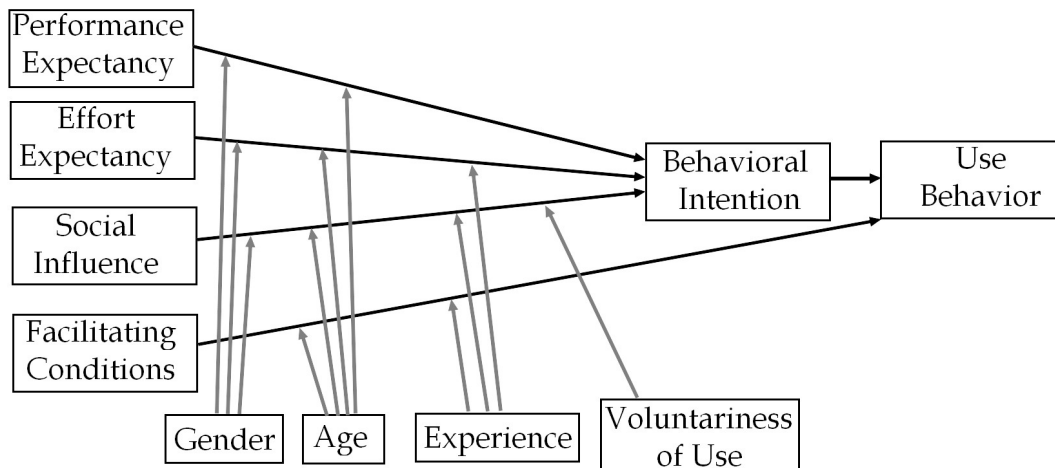 Performance
Expectancy
Effort
Expectancy
Social
Influence
Facilitating
Conditions
Behavioral
Intention
Use
Behavior
Gender
Age
Experience
Voluntariness
of Use